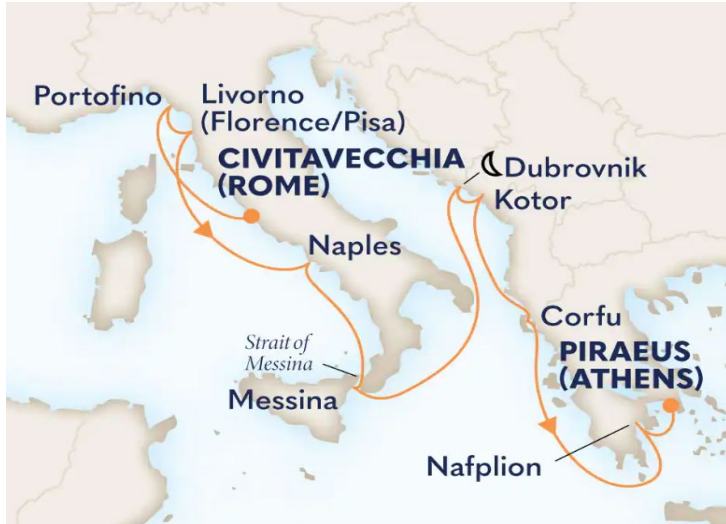 Portofino
Livorno
(Florence/Pisa)
CIVITAVECCHIA
(ROME)
Dubrovnik
Kotor
Naples
Corfu
Strait of
Messina
PIRAEUS
(ATHENS)
Messina
Nafplion